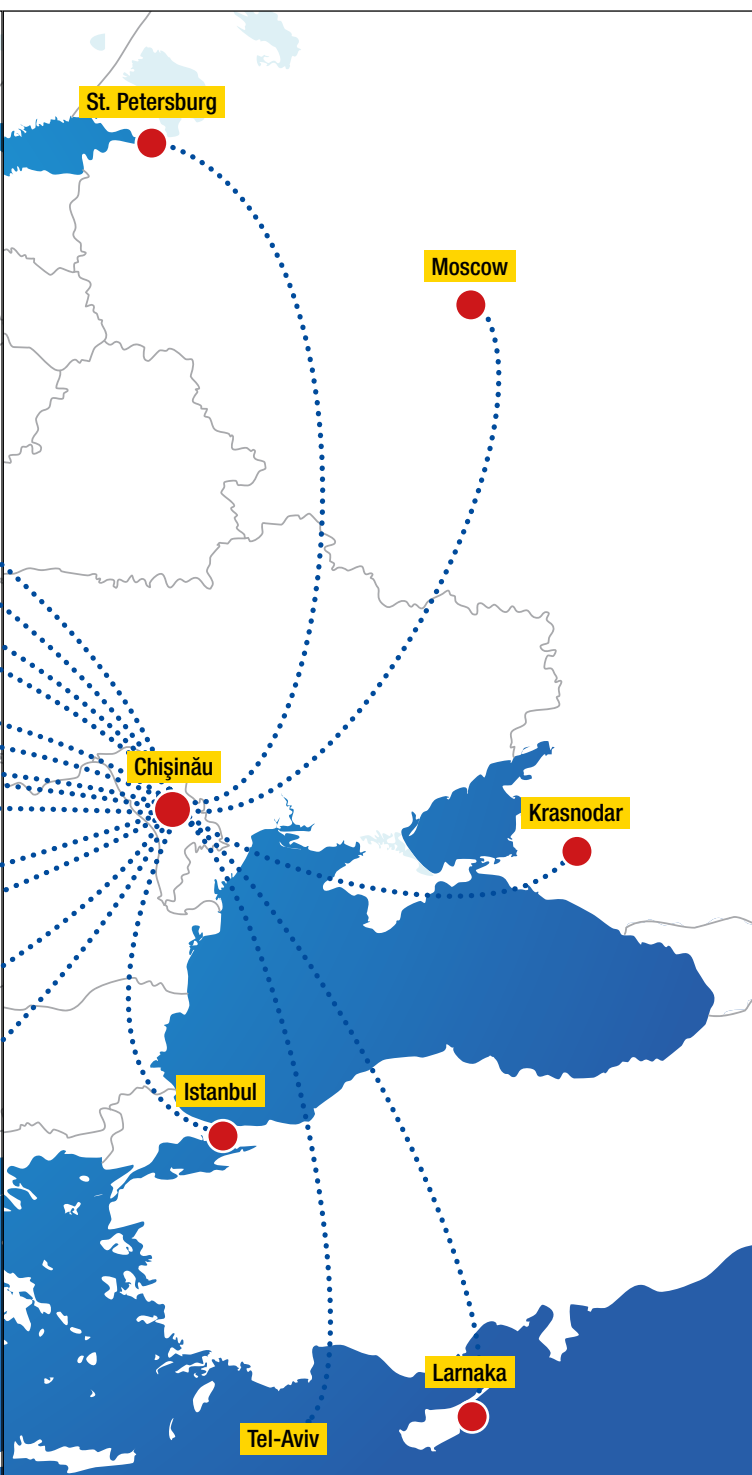 St. Petersburg
Moscow
Chişinău
Krasnodar
Istanbul
Larnaka
Tel-Aviv